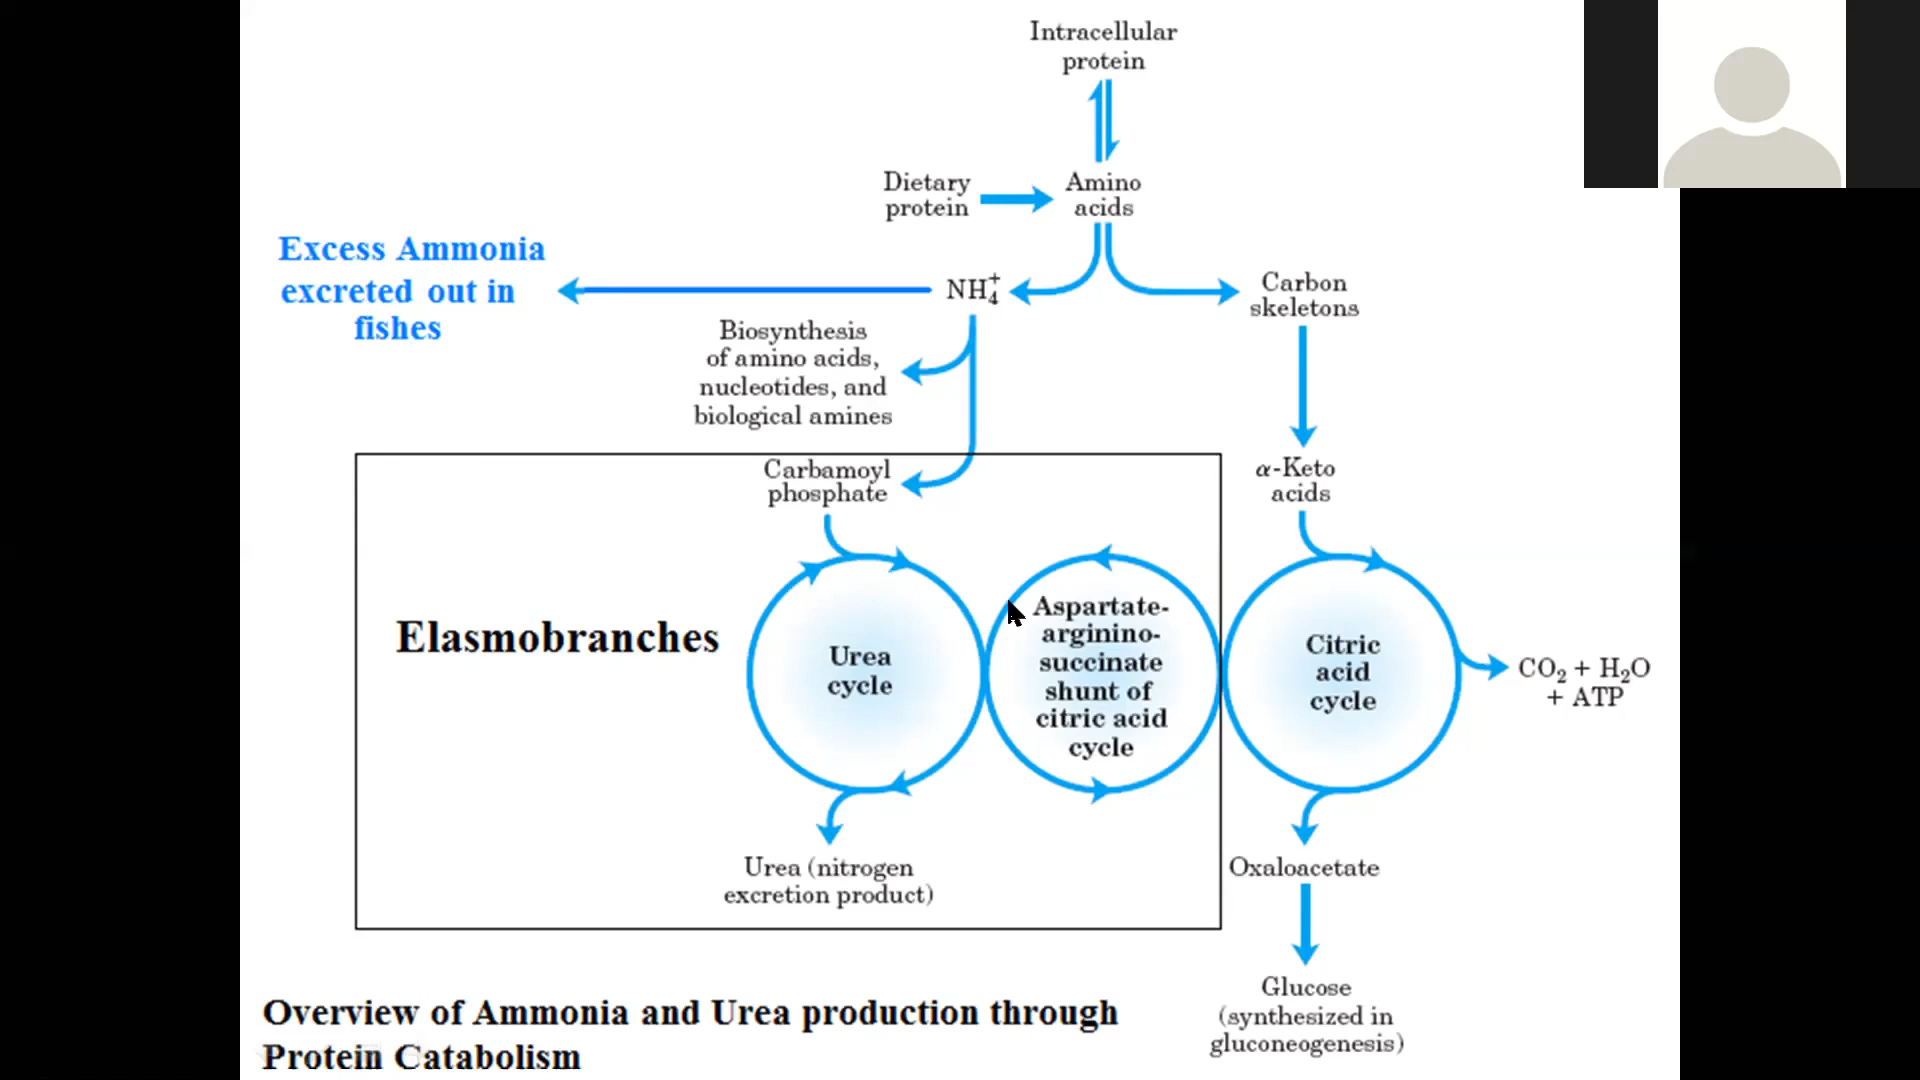 Intracellular
protein
Dietary
protein
Amino
acids
Excess Ammonia
excreted out in
fishes
NH₄⁺
Carbon
skeletons
Biosynthesis
of amino acids,
nucleotides, and
biological amines
Carbamoyl
phosphate
α-Keto
acids
Elasmobranches
Urea
cycle
Aspartate-
arginino-
succinate
shunt of
citric acid
cycle
Citric
acid
cycle
CO₂ + H₂O
+ ATP
Urea (nitrogen
excretion product)
Oxaloacetate
Glucose
(synthesized in
gluconeogenesis)
Overview of Ammonia and Urea production through
Protein Catabolism